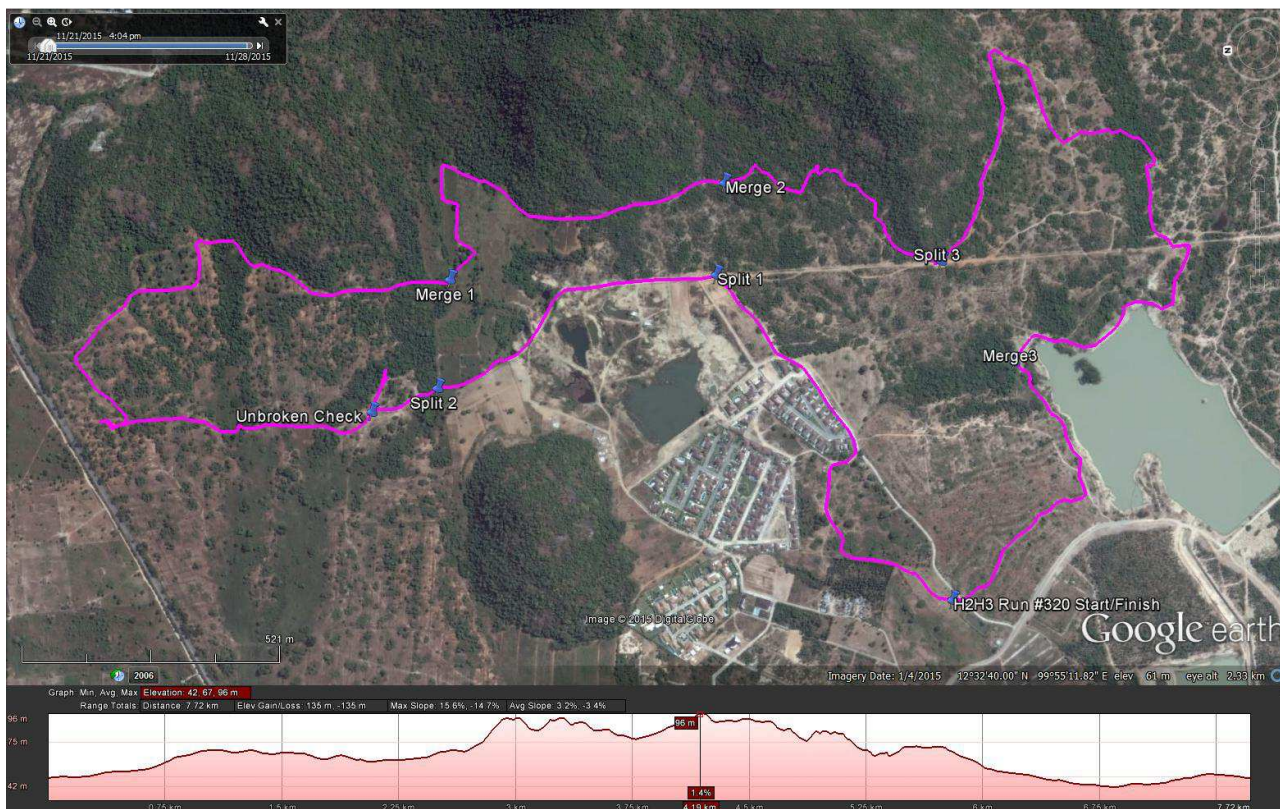 11/21/2015 4:04 pm
11/21/2015
11/28/2015
N
Merge 2
Split 3
Split 1
Merge 1
Merge3
Split 2
Unbroken Check
H2H3 Run #320 Start/Finish
Image © 2015 DigitalGlobe
Google earth
521 m
2006
Imagery Date: 1/4/2015 12°32'40.00" N 99°55'11.82" E elev 61 m eye alt 2.33 km
Graph: Min, Avg, Max Elevation: 42, 67, 96 m
Range Totals: Distance: 7.72 km Elev Gain/Loss: 135 m, -135 m Max Slope: 15.6%, -14.7% Avg Slope: 3.2%, -3.4%
96 m
96 m
75 m
42 m
1.4%
0.75 km 1.5 km 2.25 km 3 km 3.75 km 4.19 km 4.5 km 5.25 km 6 km 6.75 km 7.72 km